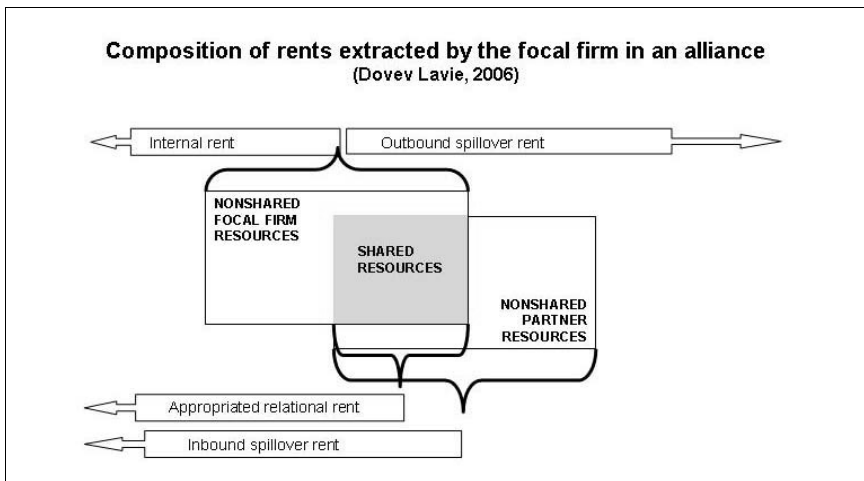 Composition of rents extracted by the focal firm in an alliance
(Dovev Lavie, 2006)
Internal rent
Outbound spillover rent
NONSHARED
FOCAL FIRM
RESOURCES
SHARED
RESOURCES
NONSHARED
PARTNER
RESOURCES
Appropriated relational rent
Inbound spillover rent